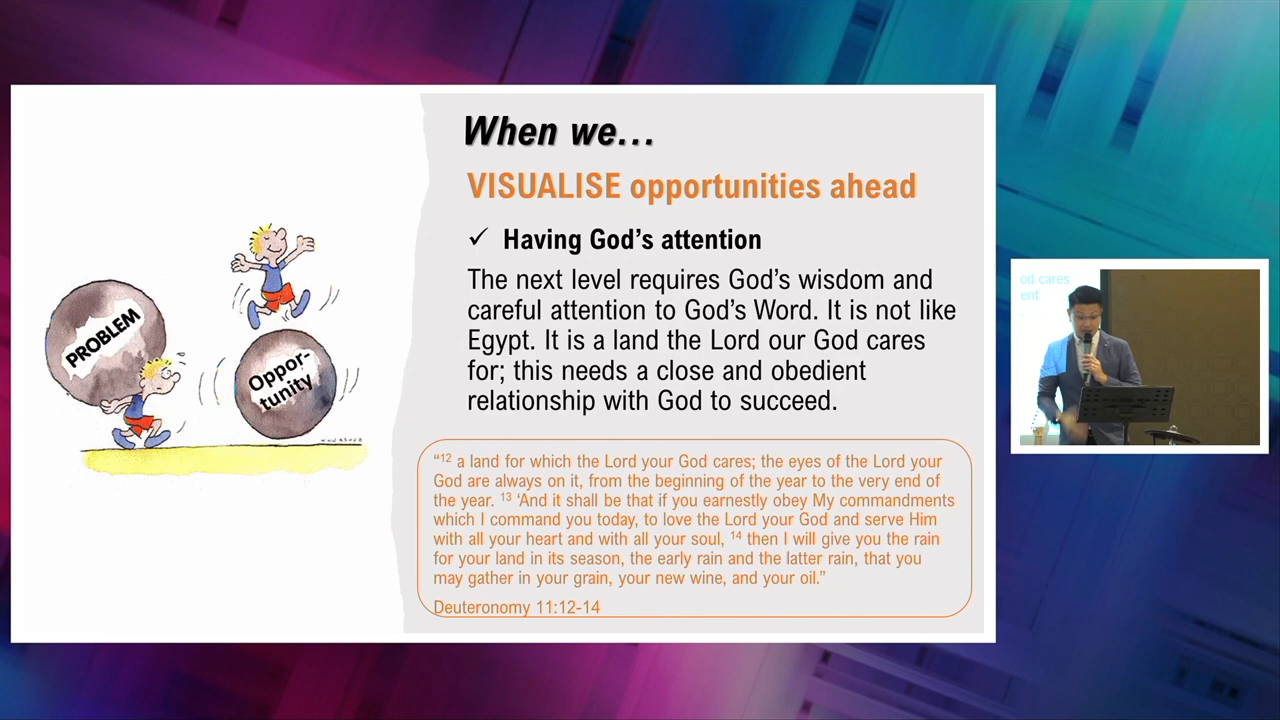 When we…
VISUALISE opportunities ahead
✓ Having God’s attention
The next level requires God’s wisdom and
careful attention to God’s Word. It is not like
Egypt. It is a land the Lord our God cares
for; this needs a close and obedient
relationship with God to succeed.
“12 a land for which the Lord your God cares; the eyes of the Lord your
God are always on it, from the beginning of the year to the very end of
the year. 13 ‘And it shall be that if you earnestly obey My commandments
which I command you today, to love the Lord your God and serve Him
with all your heart and with all your soul, 14 then I will give you the rain
for your land in its season, the early rain and the latter rain, that you
may gather in your grain, your new wine, and your oil.”
Deuteronomy 11:12-14
PROBLEM
Oppor-
tunity
od cares
ent